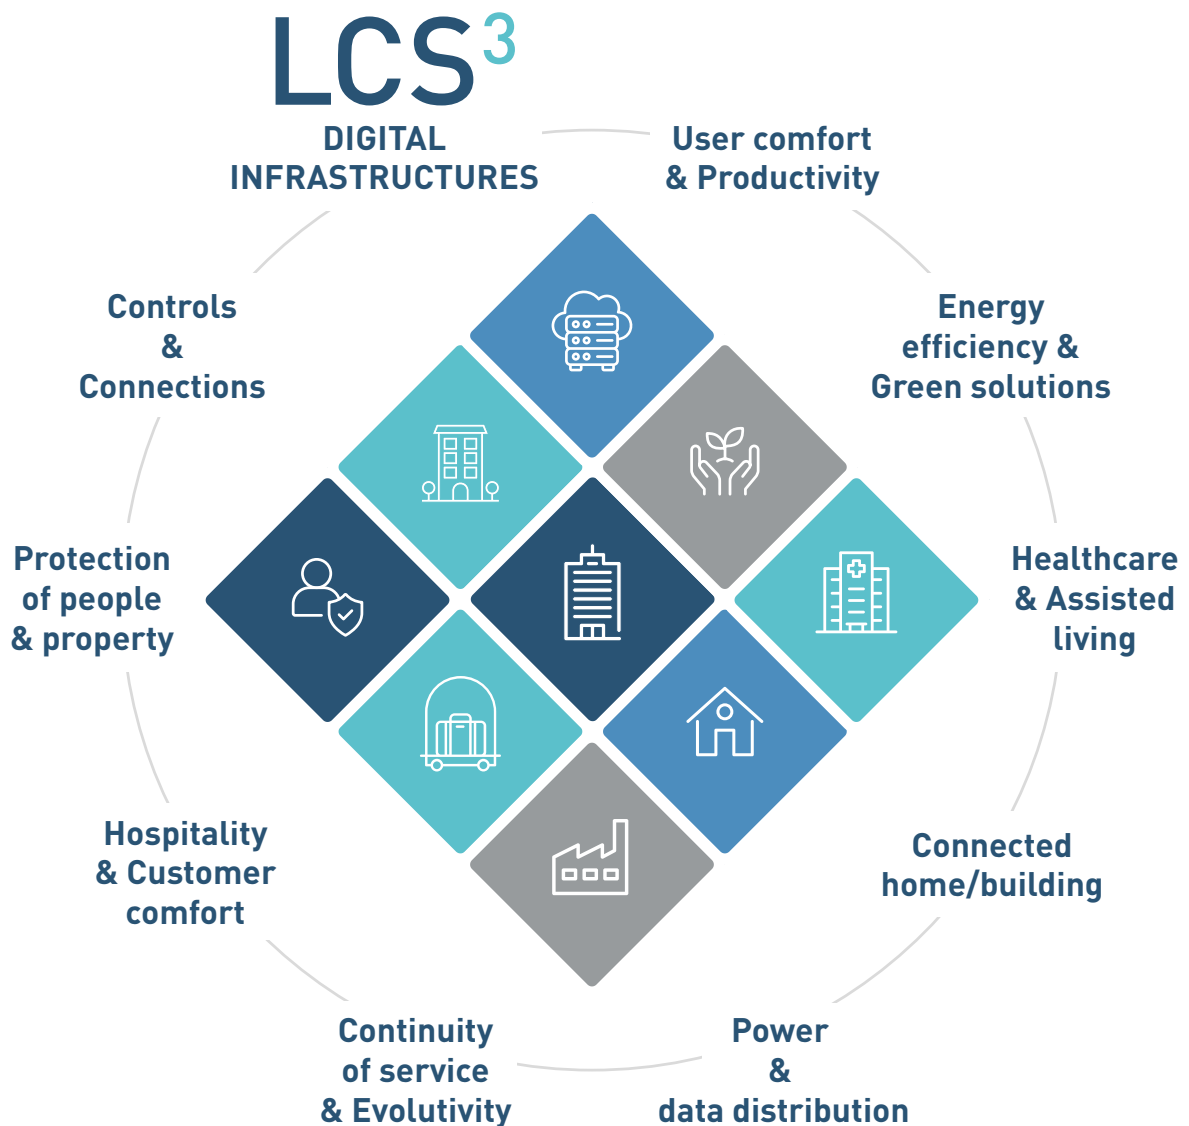 LCS³
DIGITAL
INFRASTRUCTURES
User comfort
& Productivity
Energy
efficiency &
Green solutions
Healthcare
& Assisted
living
Connected
home/building
Power
&
data distribution
Continuity
of service
& Evolutivity
Hospitality
& Customer
comfort
Protection
of people
& property
Controls
&
Connections